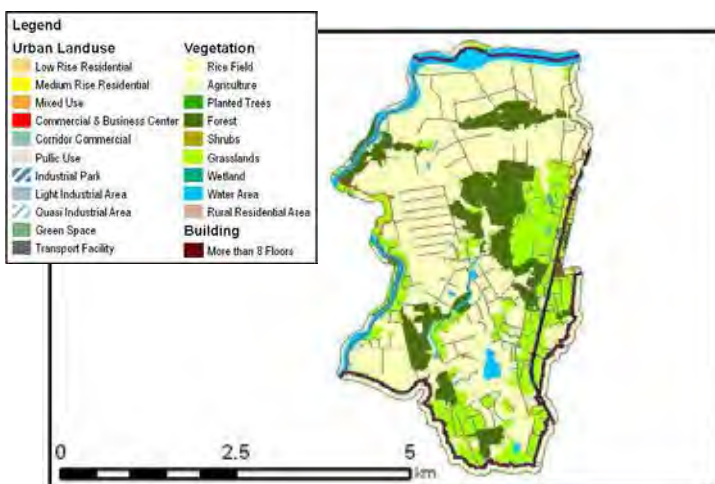 Legend
Urban Landuse
Low Rise Residential
Medium Rise Residential
Mixed Use
Commercial & Business Center
Corridor Commercial
Pullic Use
Industrial Park
Light Industrial Area
Quasi Industrial Area
Green Space
Transport Facility
Vegetation
Rice Field
Agriculture
Planted Trees
Forest
Shrubs
Grasslands
Wetland
Water Area
Rural Residential Area
Building
More than 8 Floors
0 2.5 5
km